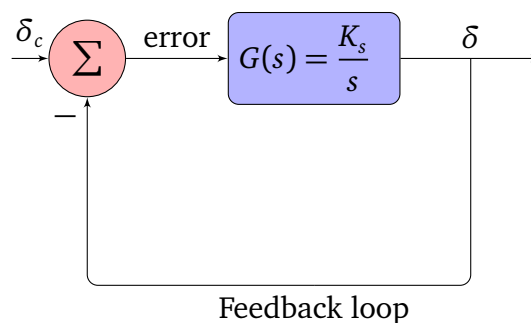 δ_c
Σ
error
G(s) = K_s/s
δ
−
Feedback loop